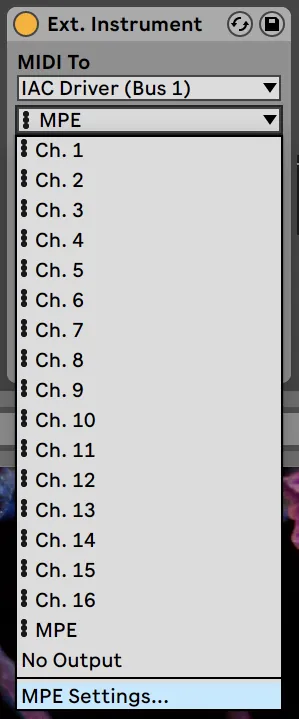 Ext. Instrument
MIDI To
IAC Driver (Bus 1)
MPE
Ch. 1
Ch. 2
Ch. 3
Ch. 4
Ch. 5
Ch. 6
Ch. 7
Ch. 8
Ch. 9
Ch. 10
Ch. 11
Ch. 12
Ch. 13
Ch. 14
Ch. 15
Ch. 16
MPE
No Output
MPE Settings...